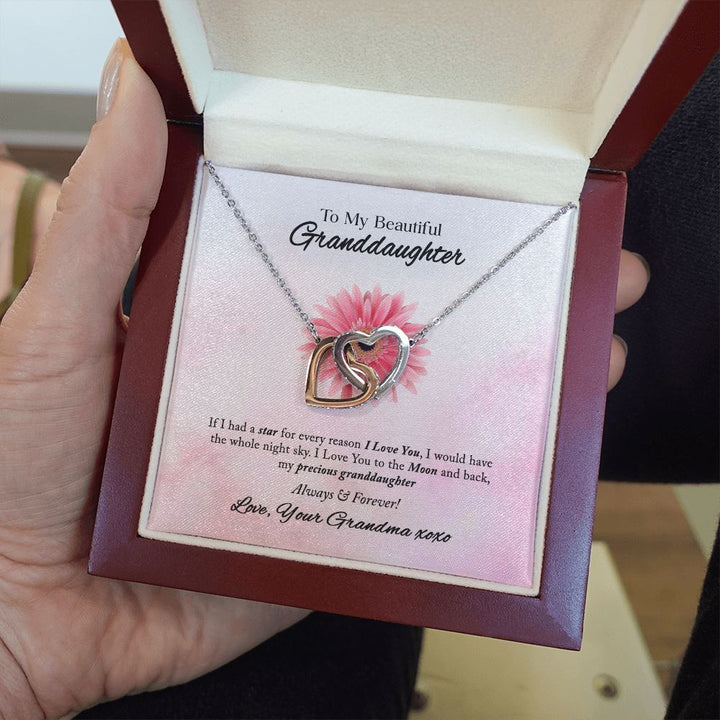 To My Beautiful
Granddaughter
If I had a star for every reason I Love You, I would have
the whole night sky. I Love You to the Moon and back,
my precious granddaughter
Always & Forever!
Love, Your Grandma xoxo